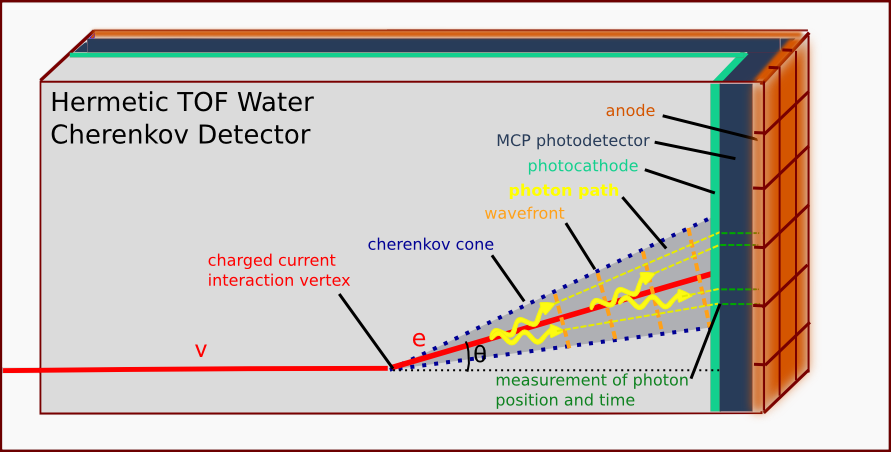 Hermetic TOF Water
Cherenkov Detector
anode
MCP photodetector
photocathode
photon path
wavefront
cherenkov cone
charged current
interaction vertex
ν
e
θ
measurement of photon
position and time